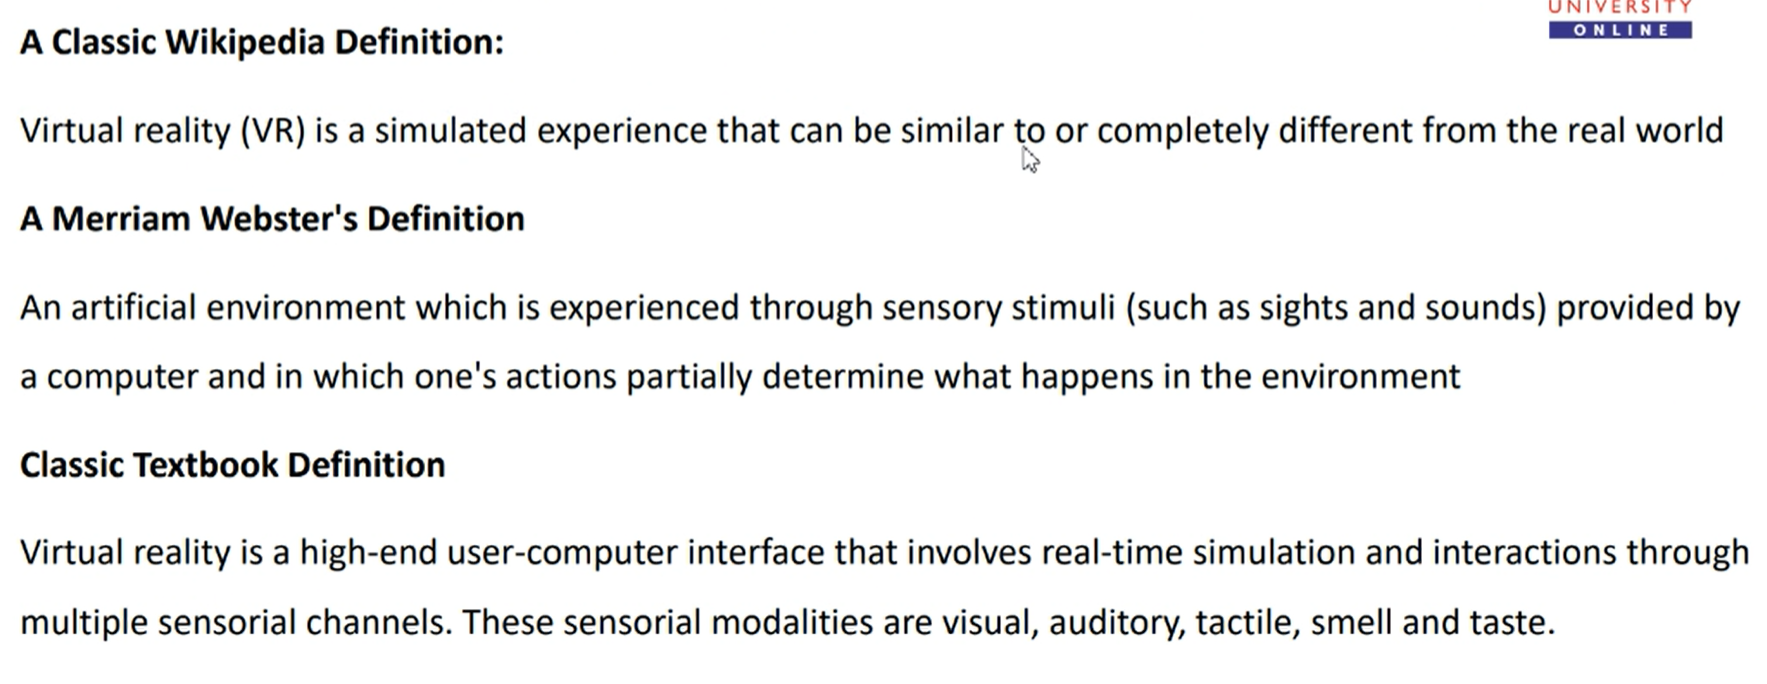 UNIVERSITY
ONLINE
A Classic Wikipedia Definition:
Virtual reality (VR) is a simulated experience that can be similar to or completely different from the real world
A Merriam Webster's Definition
An artificial environment which is experienced through sensory stimuli (such as sights and sounds) provided by
a computer and in which one's actions partially determine what happens in the environment
Classic Textbook Definition
Virtual reality is a high-end user-computer interface that involves real-time simulation and interactions through
multiple sensorial channels. These sensorial modalities are visual, auditory, tactile, smell and taste.